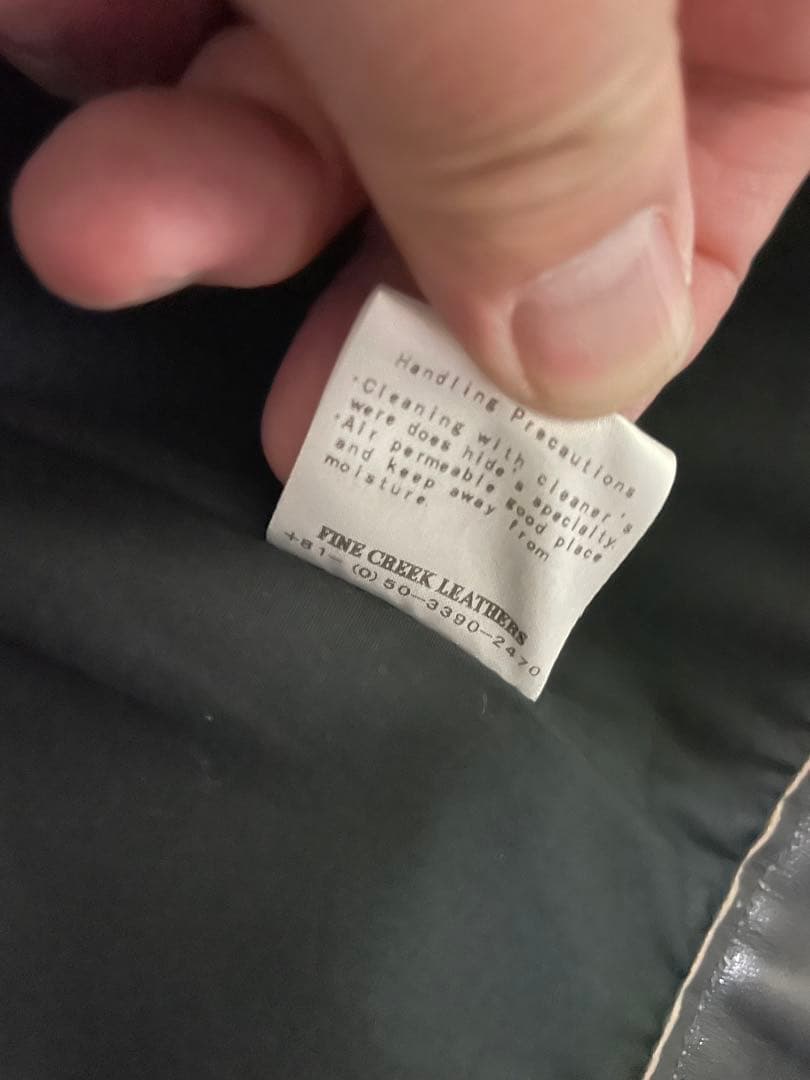 Handling Precautions
・Cleaning with cleaner's
were does hide's specialty.
・Air permeable good place
and keep away from
moisture.
FINE CREEK LEATHERS
+81-(0)50-3390-2470